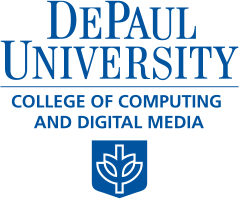 DEPAUL
UNIVERSITY
COLLEGE OF COMPUTING
AND DIGITAL MEDIA